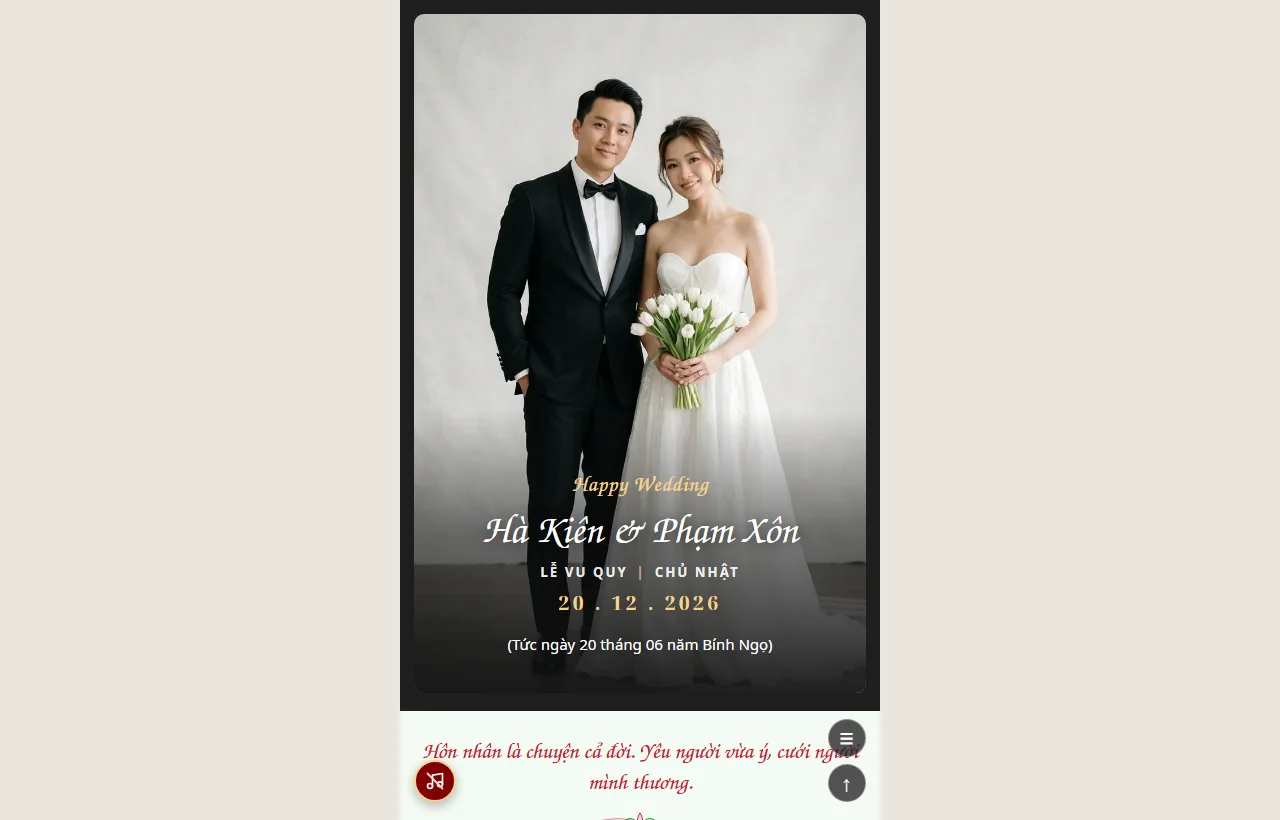 Happy Wedding
Hà Kiên & Phạm Xôn
LỄ VU QUY | CHỦ NHẬT
20 . 12 . 2026
(Tức ngày 20 tháng 06 năm Bính Ngọ)
Hôn nhân là chuyện cả đời. Yêu người vừa ý, cưới người
mình thương.